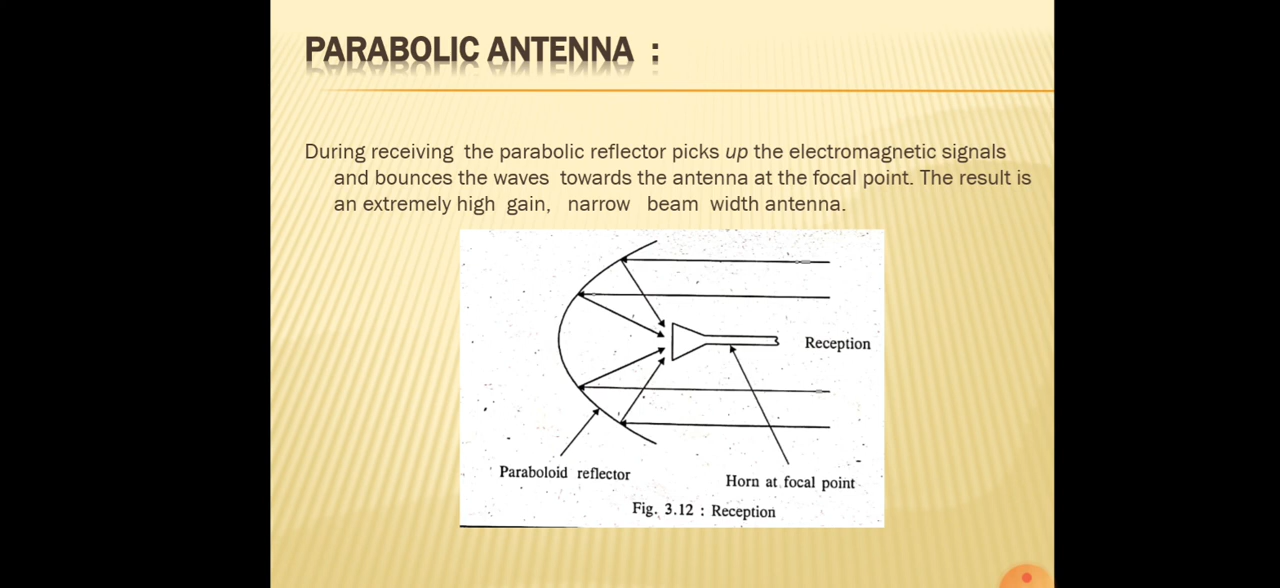 PARABOLIC ANTENNA :
During receiving the parabolic reflector picks up the electromagnetic signals
and bounces the waves towards the antenna at the focal point. The result is
an extremely high gain, narrow beam width antenna.
Reception
Paraboloid reflector
Horn at focal point
Fig. 3.12 : Reception